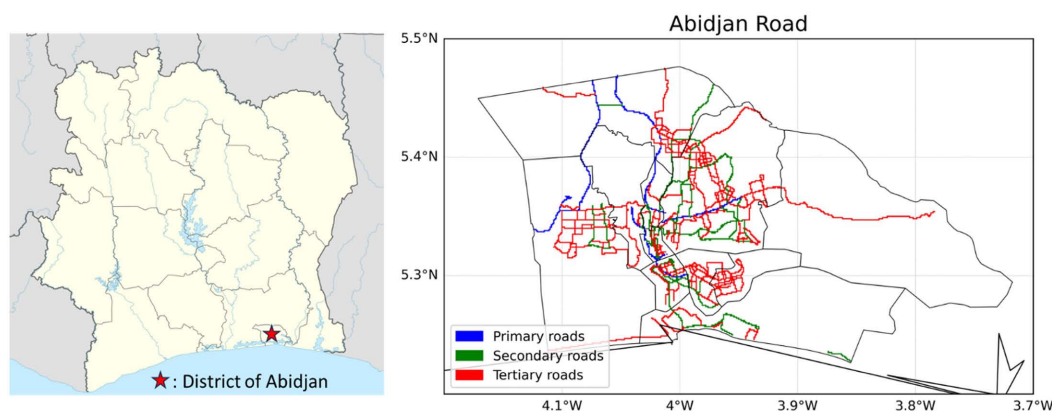 Abidjan Road
5.5°N
5.4°N
5.3°N
Primary roads
Secondary roads
Tertiary roads
4.1°W
4°W
3.9°W
3.8°W
3.7°W
: District of Abidjan